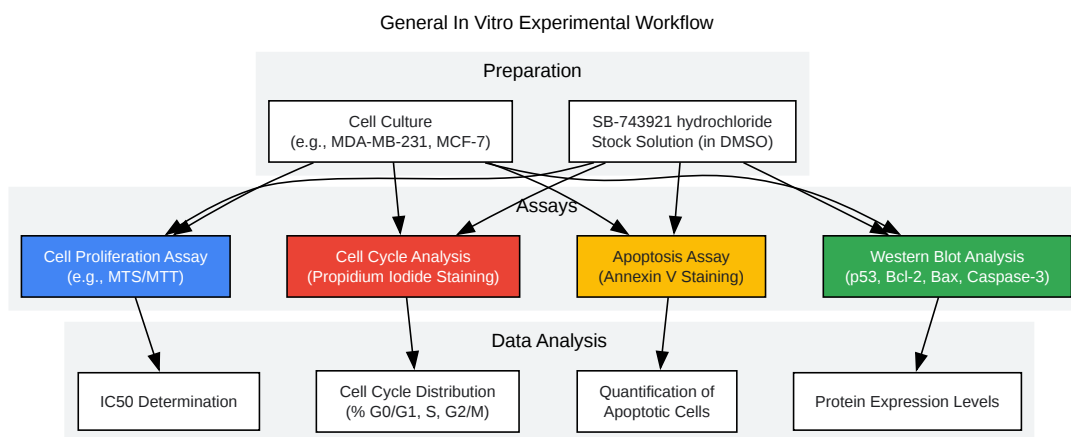 General In Vitro Experimental Workflow
Preparation
Cell Culture
(e.g., MDA-MB-231, MCF-7)
SB-743921 hydrochloride
Stock Solution (in DMSO)
Assays
Cell Proliferation Assay
(e.g., MTS/MTT)
Cell Cycle Analysis
(Propidium Iodide Staining)
Apoptosis Assay
(Annexin V Staining)
Western Blot Analysis
(p53, Bcl-2, Bax, Caspase-3)
Data Analysis
IC50 Determination
Cell Cycle Distribution
(% G0/G1, S, G2/M)
Quantification of
Apoptotic Cells
Protein Expression Levels